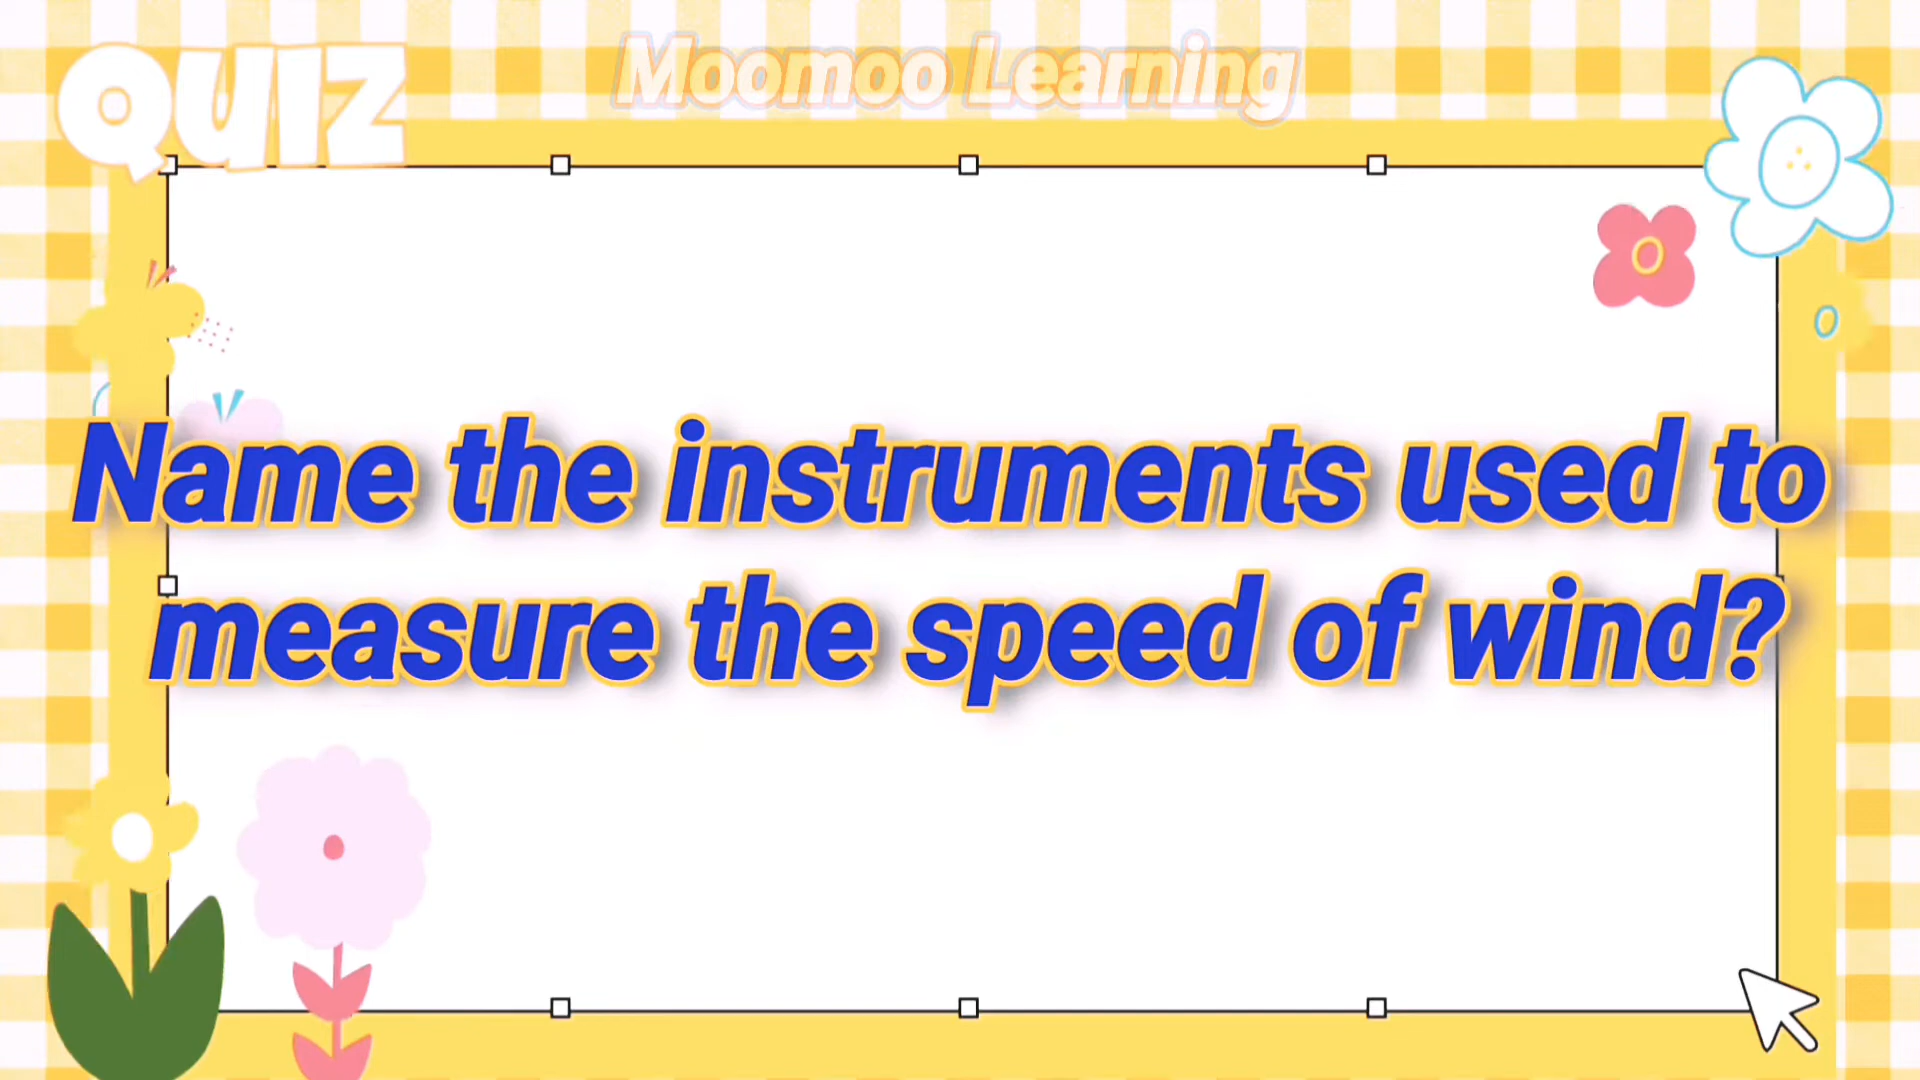 QUIZ
Moomoo Learning
Name the instruments used to
measure the speed of wind?